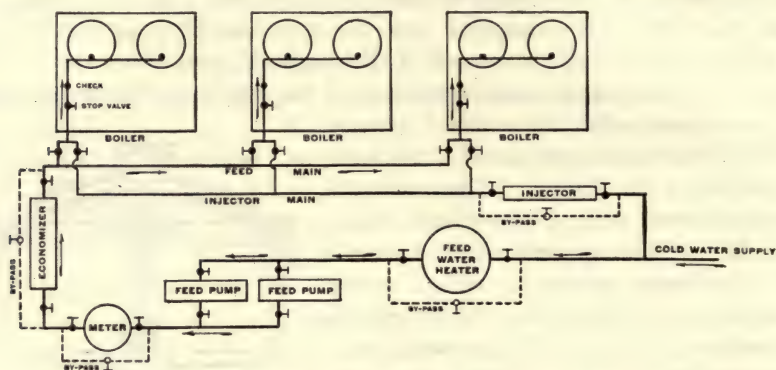 CHECK
STOP VALVE
BOILER
BOILER
BOILER
FEED MAIN
INJECTOR MAIN
INJECTOR
BY-PASS
ECONOMIZER
BY-PASS
FEED WATER HEATER
COLD WATER SUPPLY
FEED PUMP
FEED PUMP
BY-PASS
METER
BY-PASS